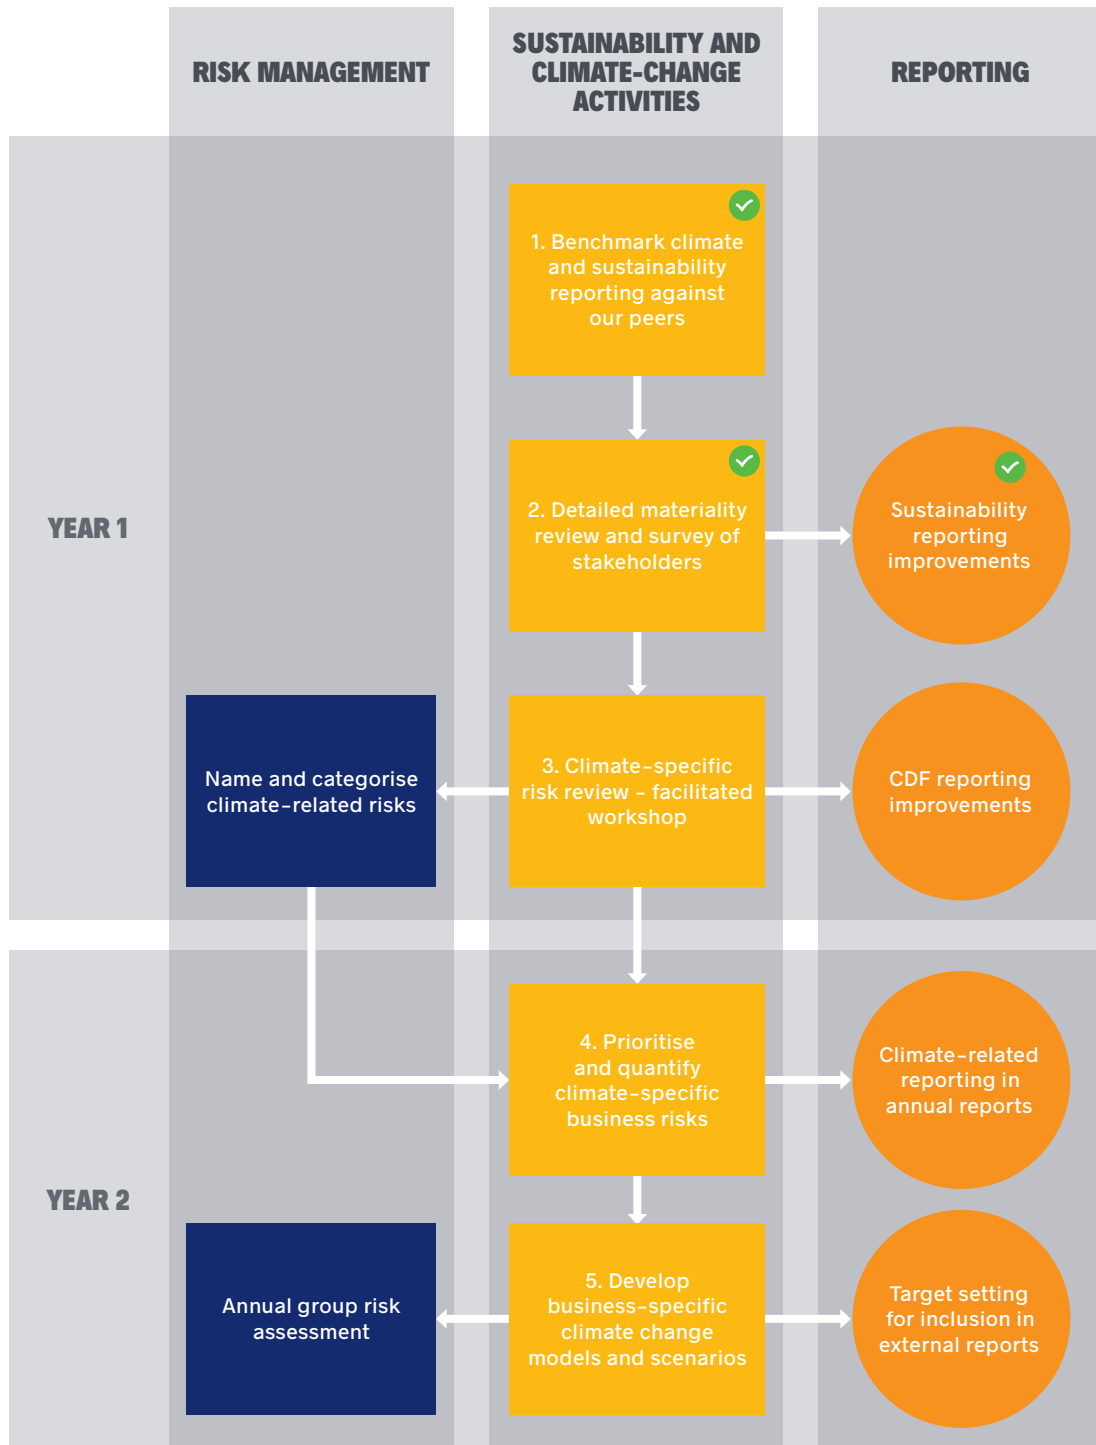 RISK MANAGEMENT
SUSTAINABILITY AND
CLIMATE-CHANGE
ACTIVITIES
REPORTING
YEAR 1
1. Benchmark climate
and sustainability
reporting against
our peers
2. Detailed materiality
review and survey of
stakeholders
Sustainability
reporting
improvements
Name and categorise
climate-related risks
3. Climate-specific
risk review - facilitated
workshop
CDF reporting
improvements
YEAR 2
4. Prioritise
and quantify
climate-specific
business risks
Climate-related
reporting in
annual reports
Annual group risk
assessment
5. Develop
business-specific
climate change
models and scenarios
Target setting
for inclusion in
external reports